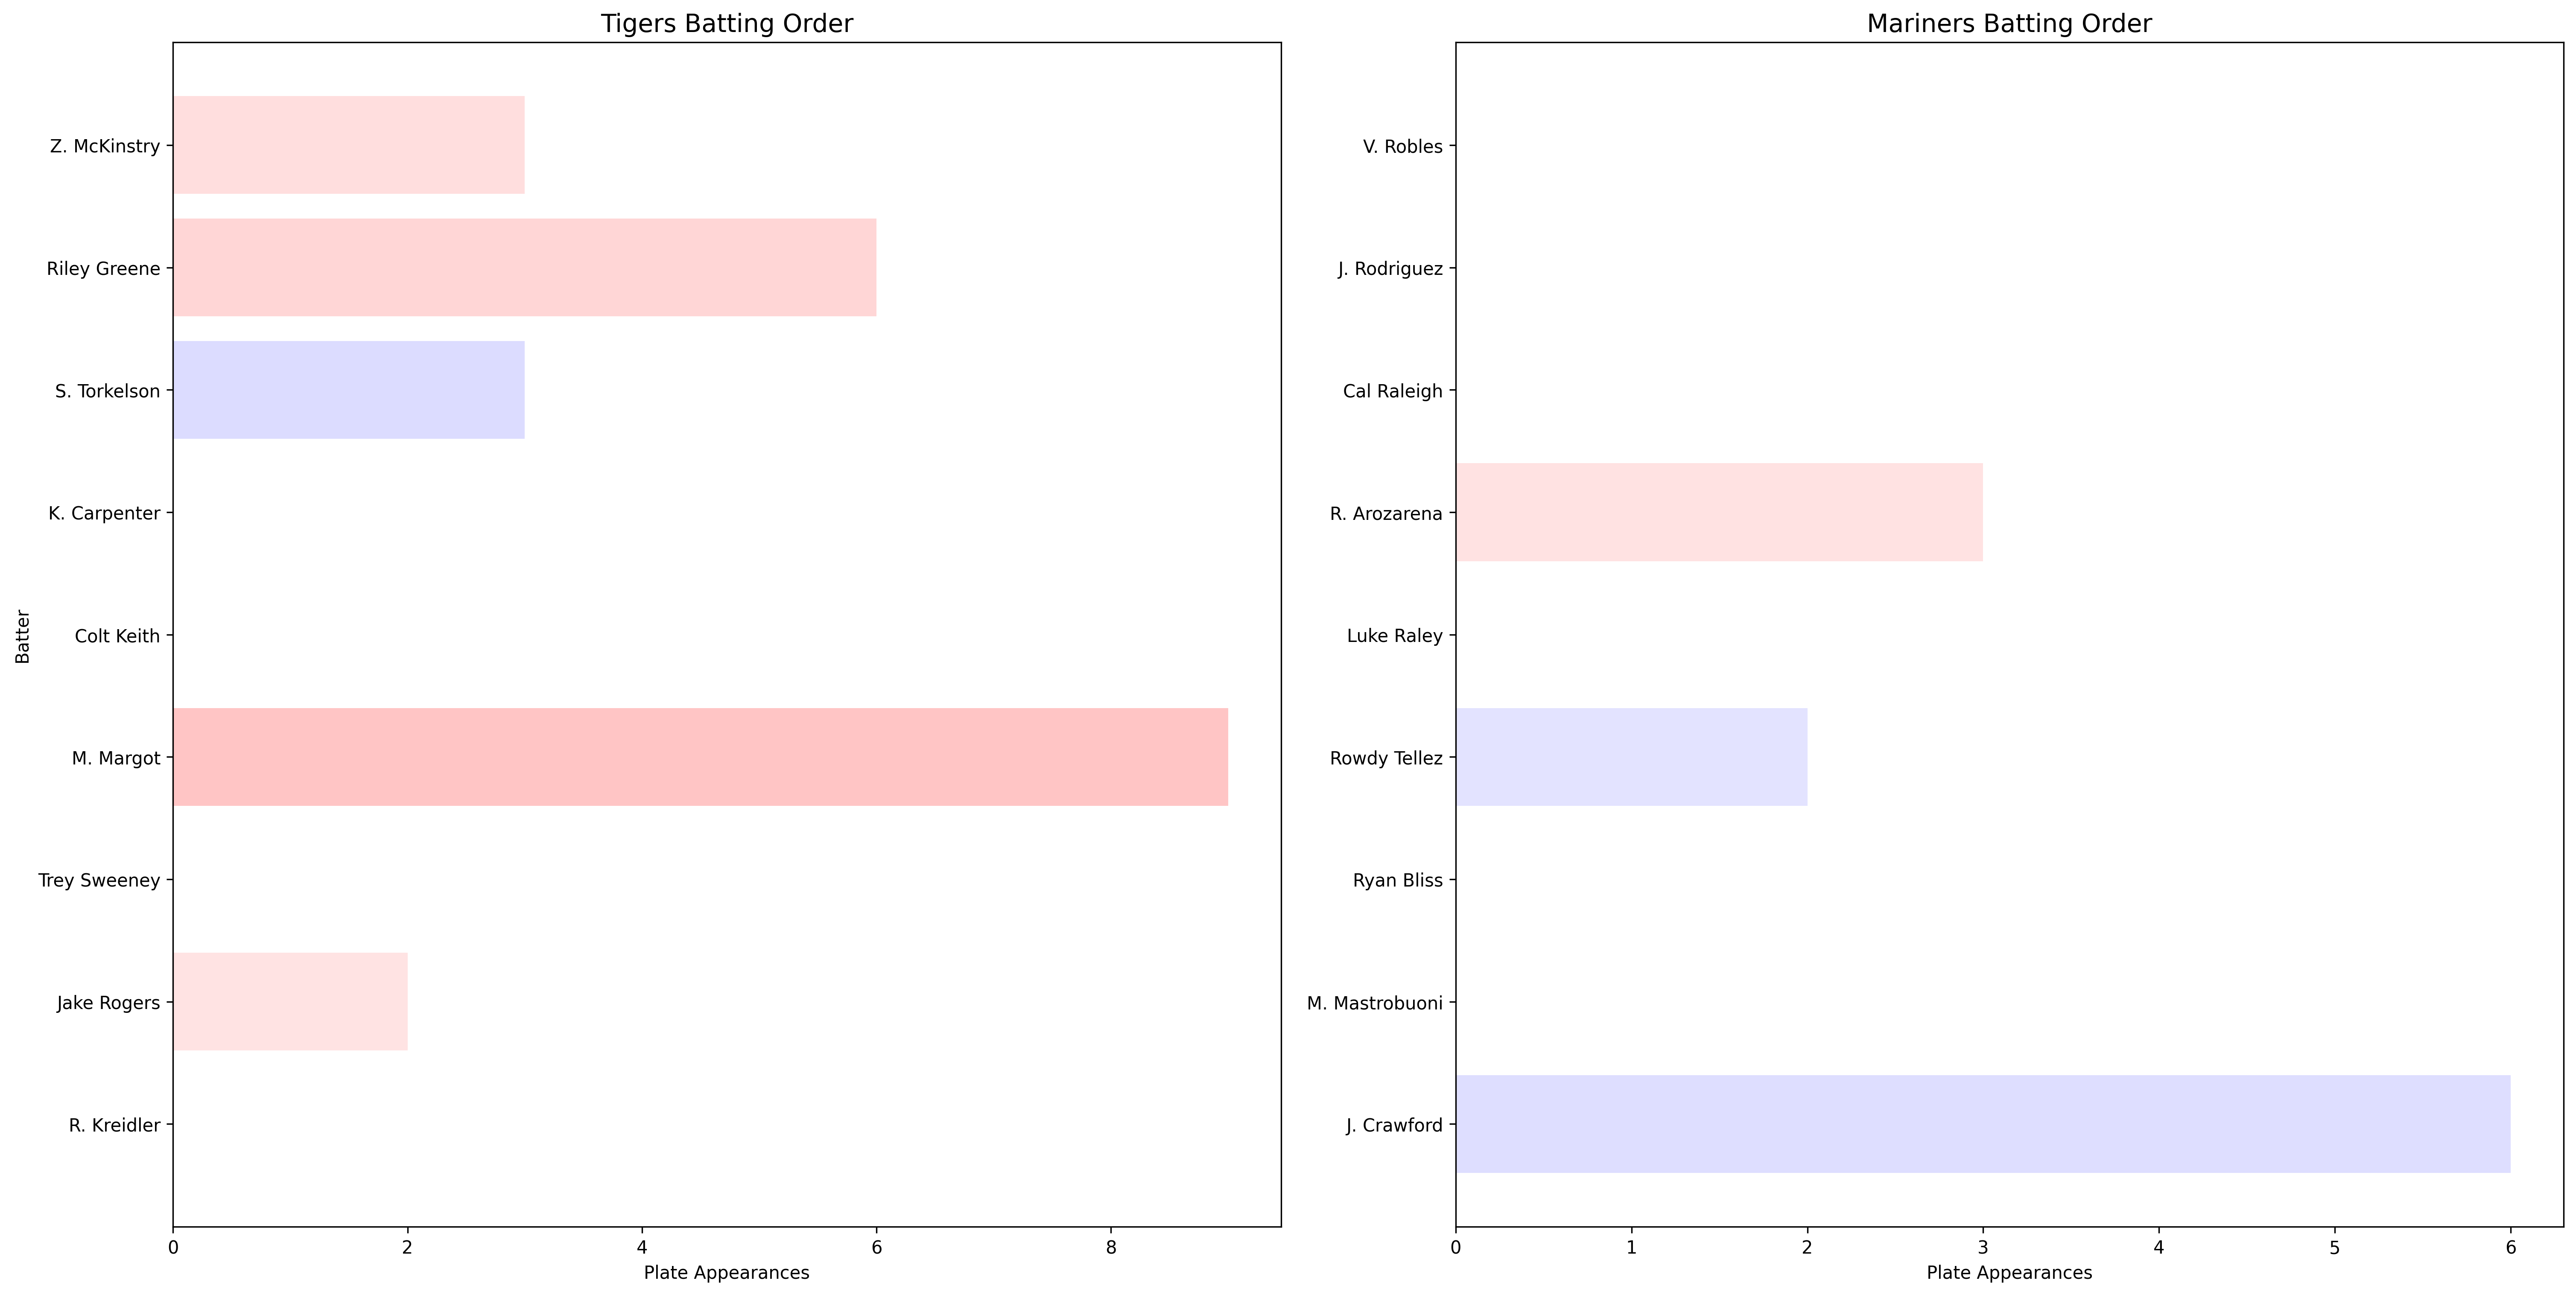 Tigers Batting Order
Batter
Z. McKinstry
Riley Greene
S. Torkelson
K. Carpenter
Colt Keith
M. Margot
Trey Sweeney
Jake Rogers
R. Kreidler
0 2 4 6 8
Plate Appearances
Mariners Batting Order
V. Robles
J. Rodriguez
Cal Raleigh
R. Arozarena
Luke Raley
Rowdy Tellez
Ryan Bliss
M. Mastrobuoni
J. Crawford
0 1 2 3 4 5 6
Plate Appearances